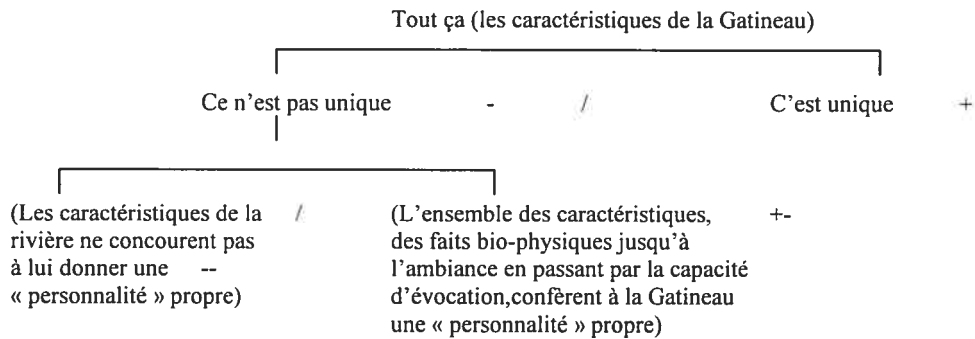 Tout ça (les caractéristiques de la Gatineau)
Ce n'est pas unique - / C'est unique +
(Les caractéristiques de la / (L'ensemble des caractéristiques, +-
rivière ne concourent pas des faits bio-physiques jusqu'à
à lui donner une -- l'ambiance en passant par la capacité
« personnalité » propre) d'évocation,confèrent à la Gatineau
une « personnalité » propre)